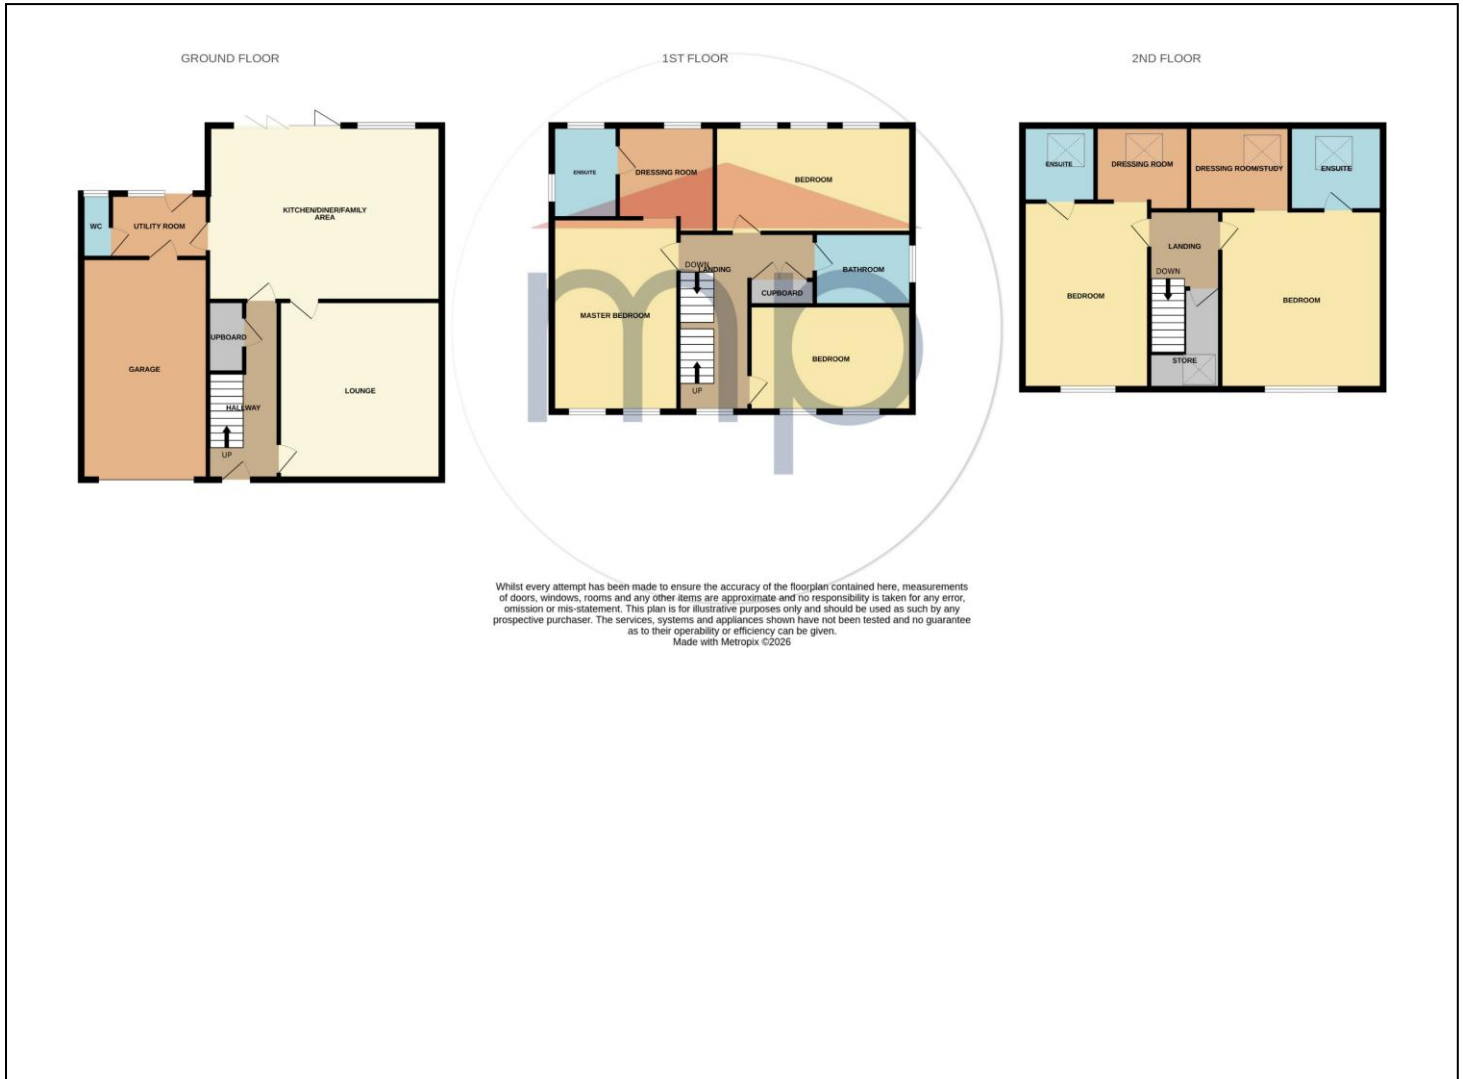 GROUND FLOOR
WC
UTILITY ROOM
KITCHEN/DINER/FAMILY
AREA
GARAGE
UPBOARD
HALLWAY
UP
LOUNGE
1ST FLOOR
ENSUITE
DRESSING ROOM
BEDROOM
DOWN
LANDING
BATHROOM
CUPBOARD
MASTER BEDROOM
BEDROOM
UP
mp
2ND FLOOR
ENSUITE
DRESSING ROOM
DRESSING ROOM/STUDY
ENSUITE
LANDING
DOWN
BEDROOM
BEDROOM
STORE
Whilst every attempt has been made to ensure the accuracy of the floorplan contained here, measurements
of doors, windows, rooms and any other items are approximate and no responsibility is taken for any error,
omission or mis-statement. This plan is for illustrative purposes only and should be used as such by any
prospective purchaser. The services, systems and appliances shown have not been tested and no guarantee
as to their operability or efficiency can be given.
Made with Metropix ©2026